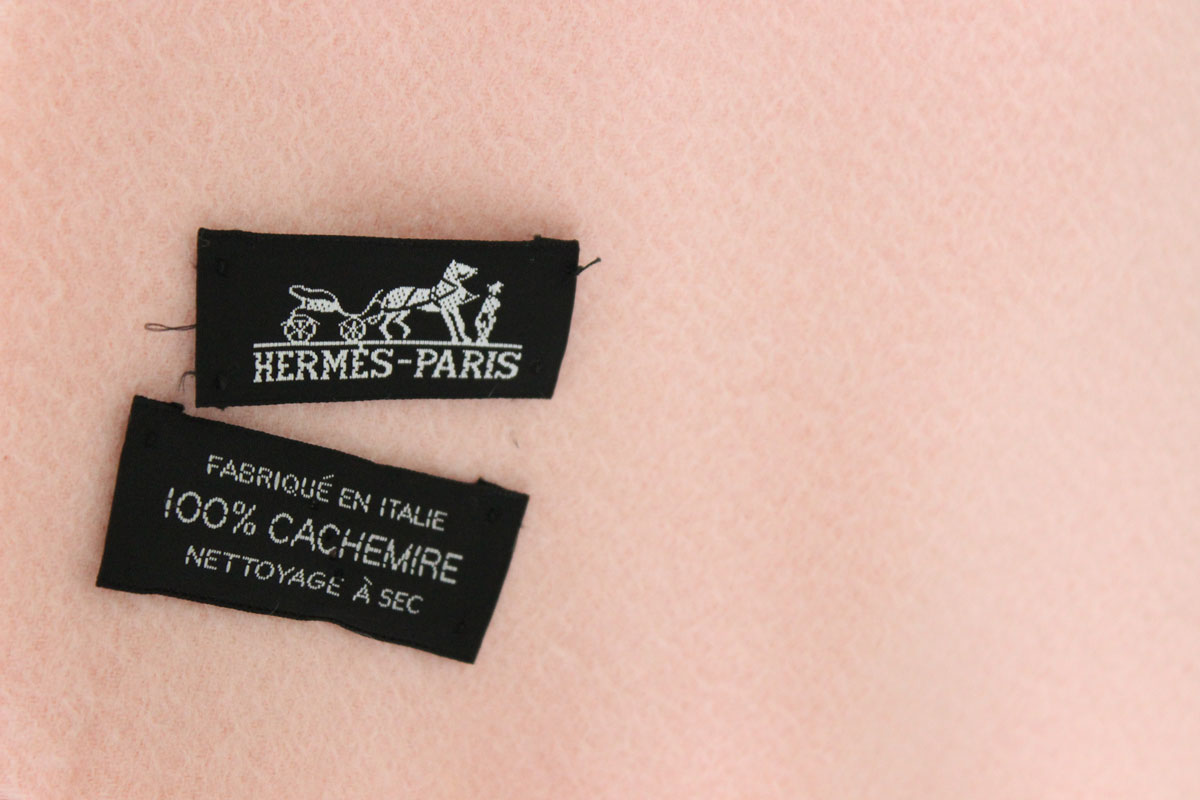 HERMÈS-PARIS
FABRIQUÉ EN ITALIE
100% CACHEMIRE
NETTOYAGE À SEC